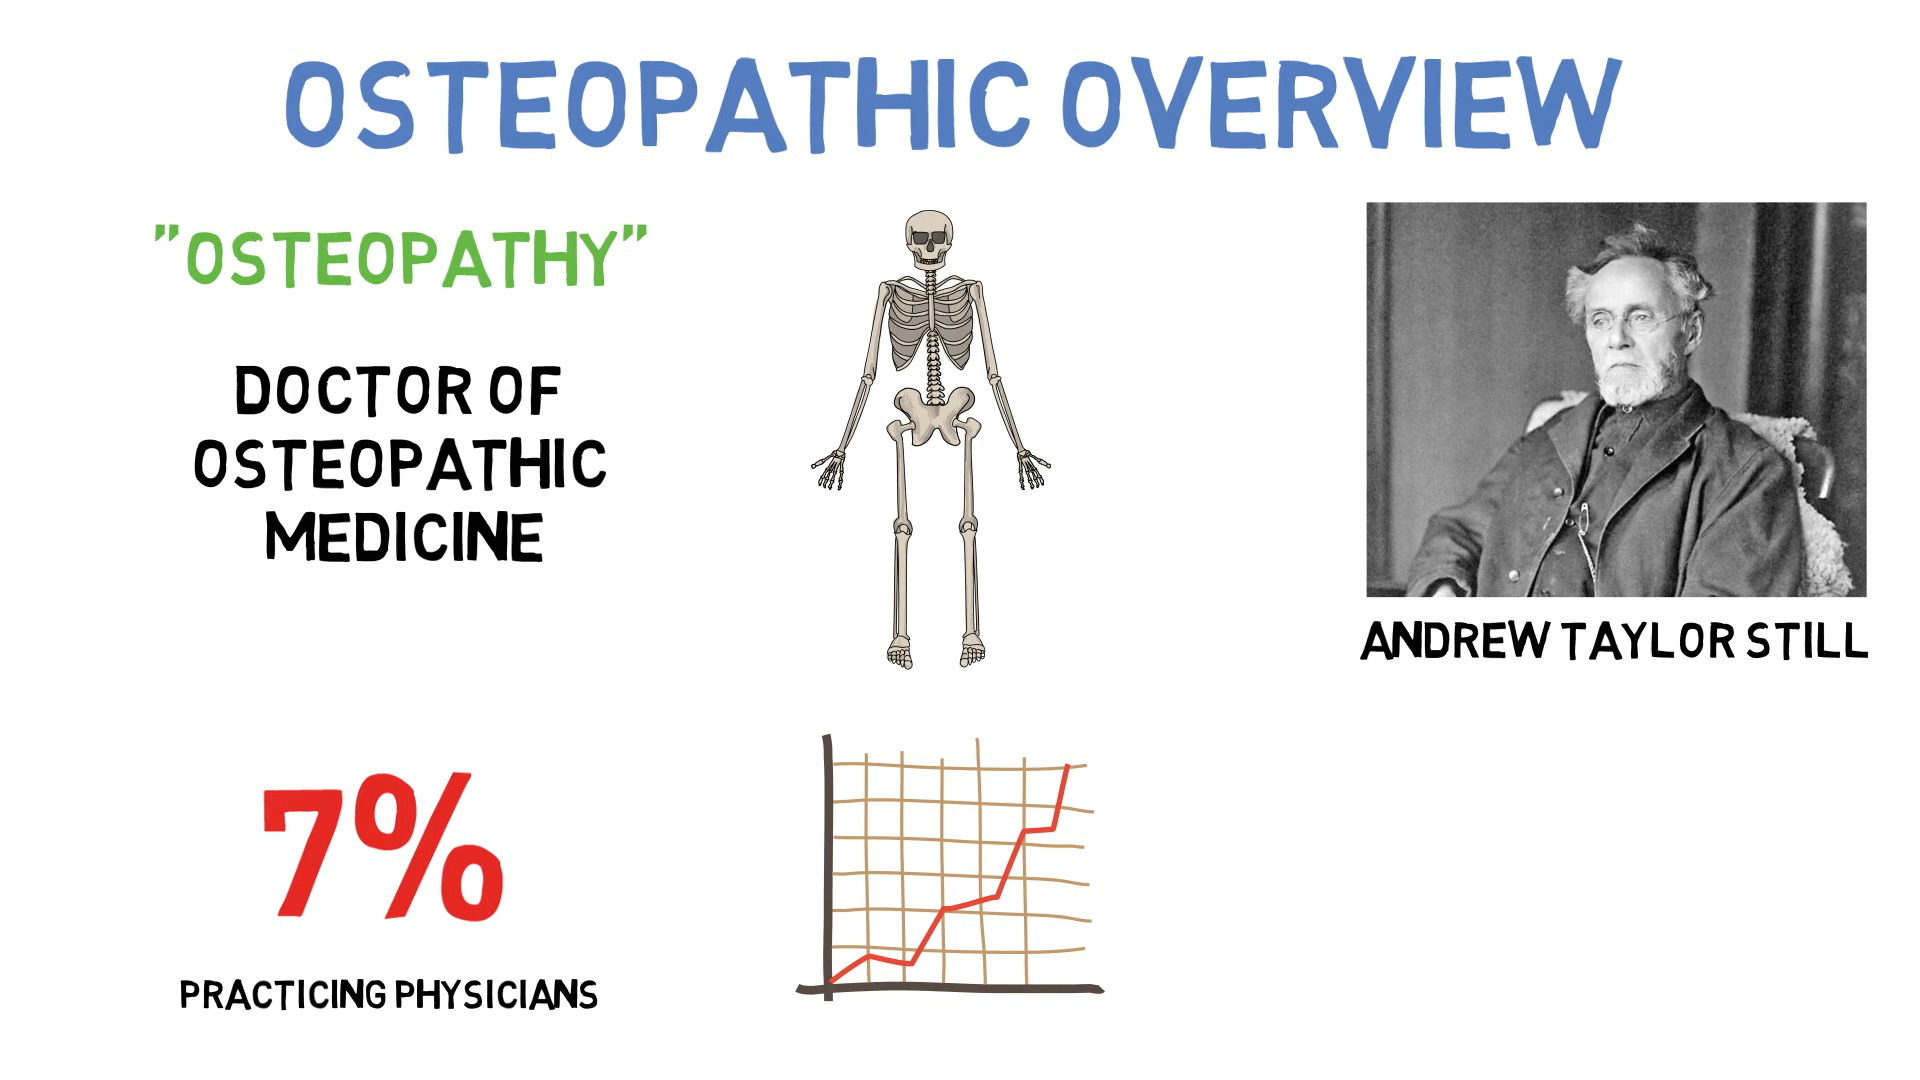 OSTEOPATHIC OVERVIEW
"OSTEOPATHY"
DOCTOR OF
OSTEOPATHIC
MEDICINE
ANDREW TAYLOR STILL
7%
PRACTICING PHYSICIANS